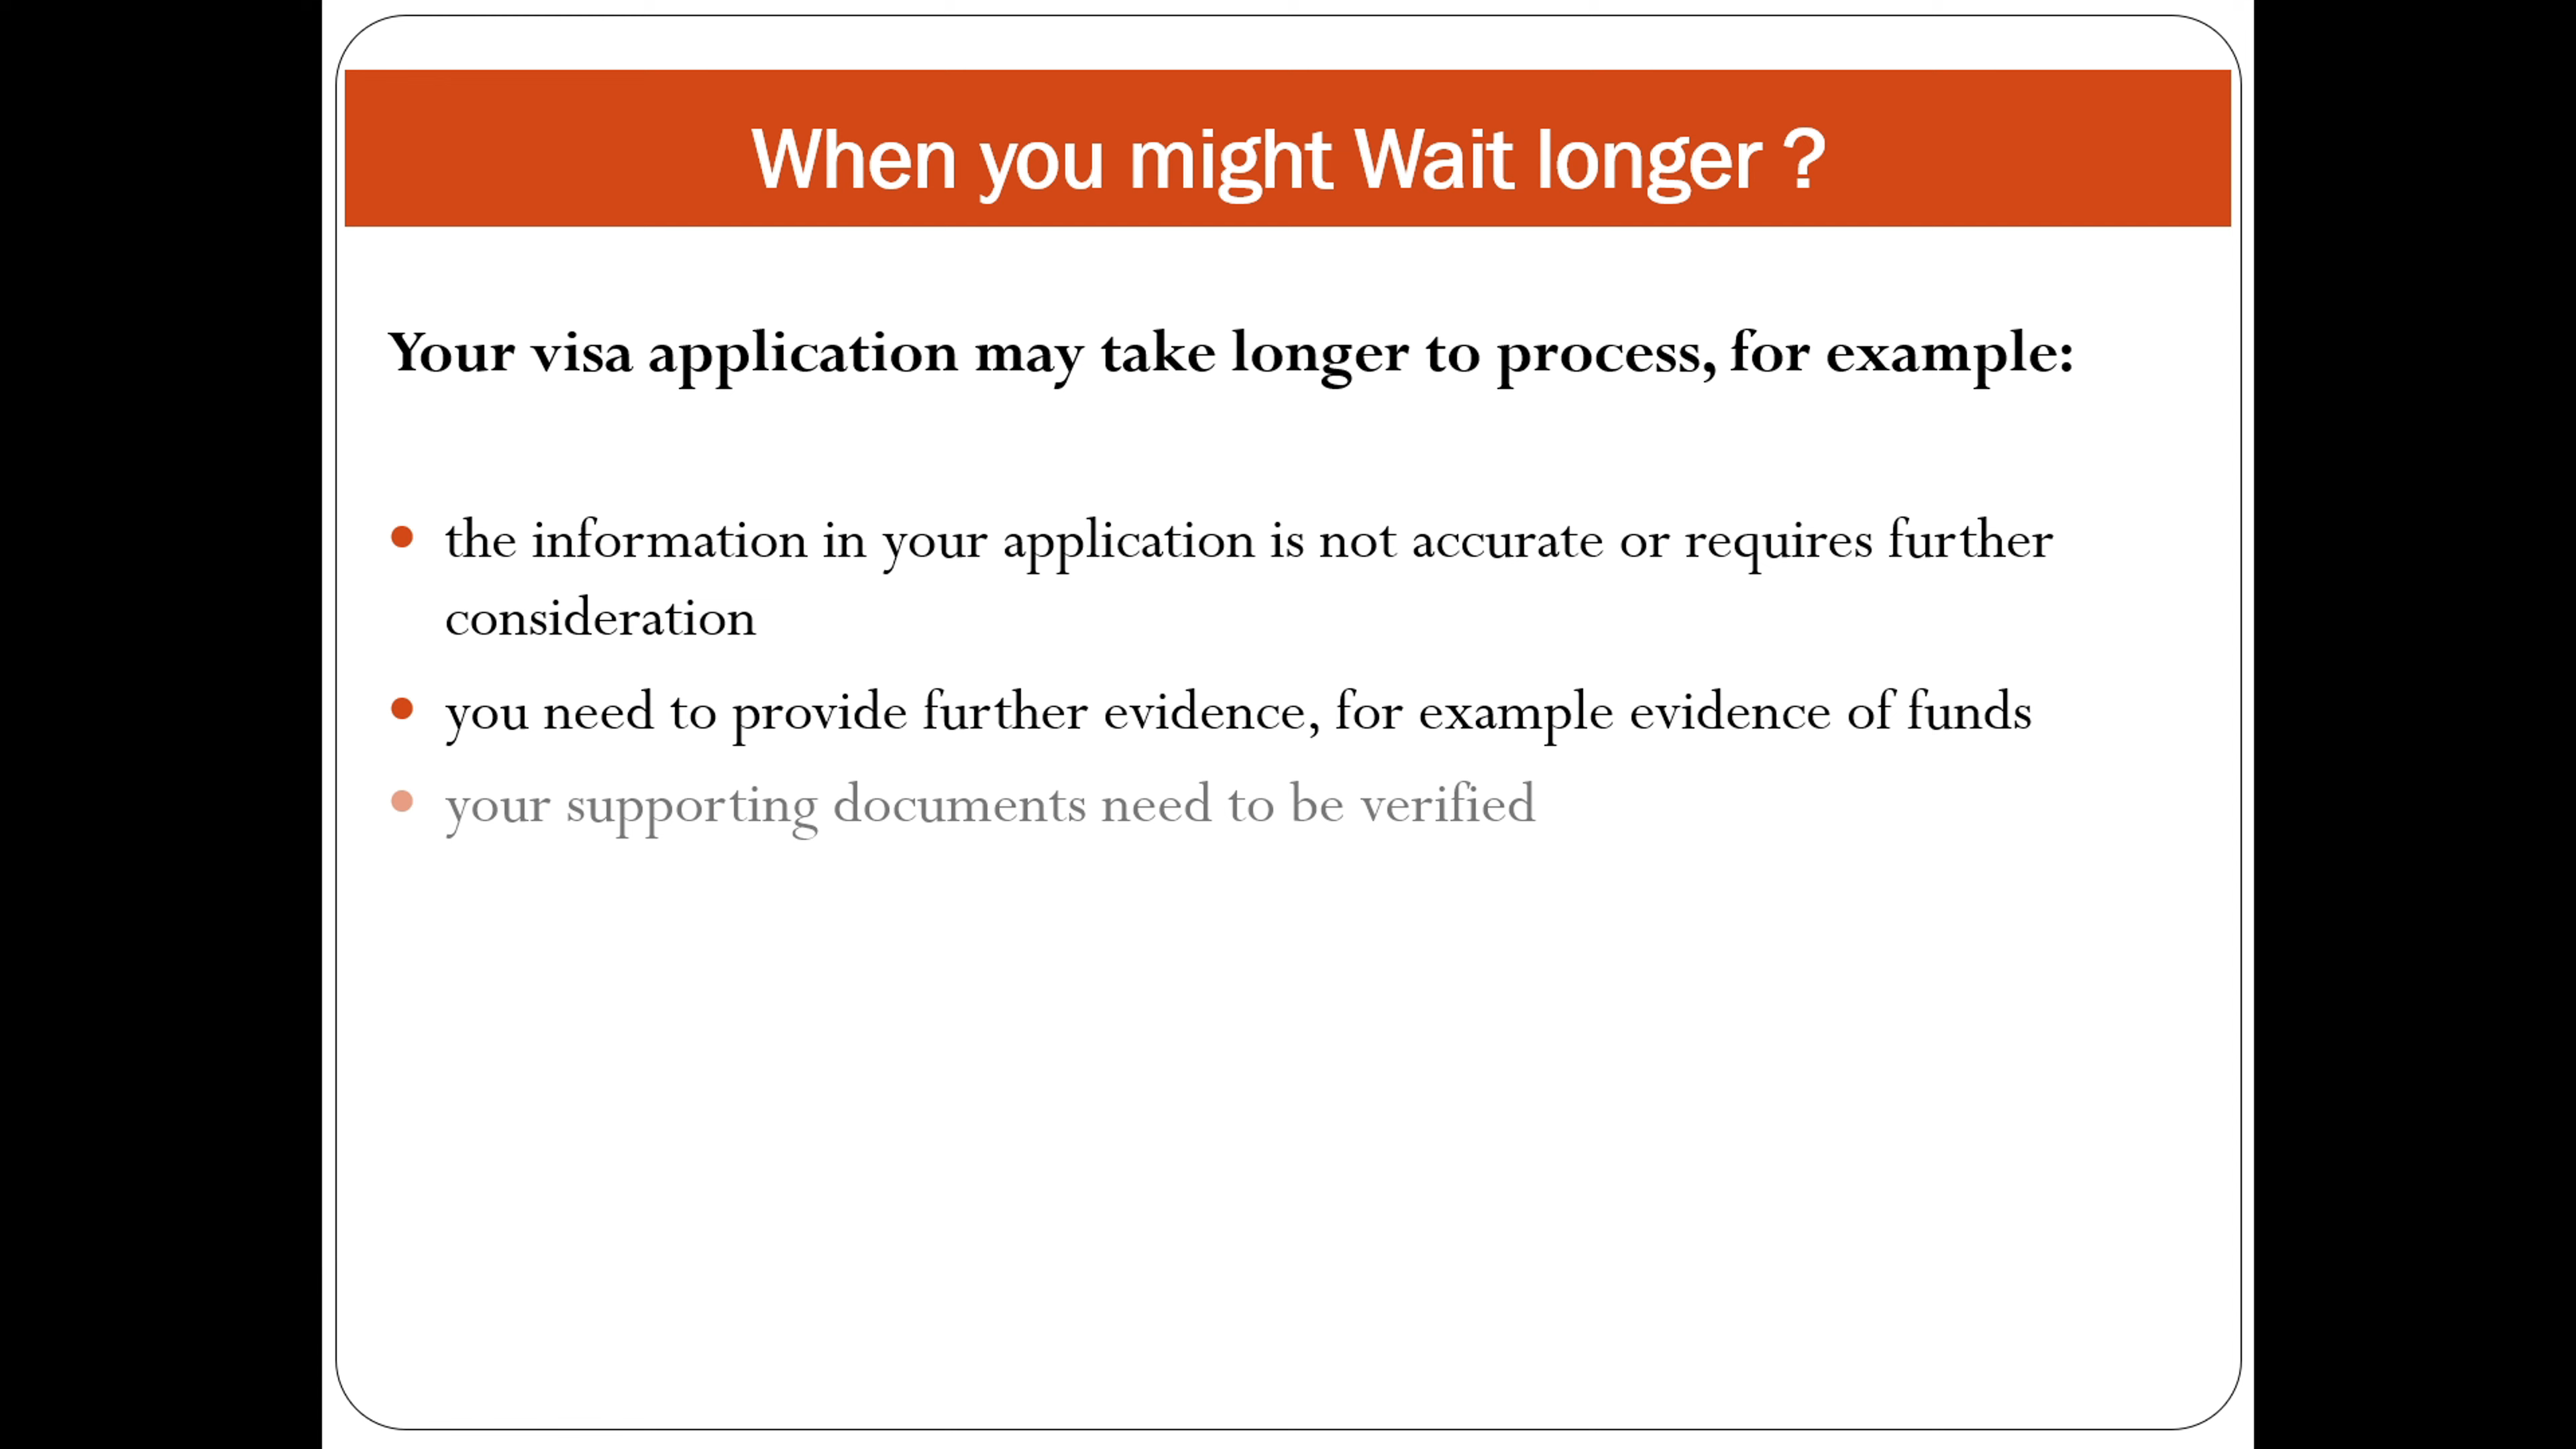 When you might Wait longer ?
Your visa application may take longer to process, for example:
• the information in your application is not accurate or requires further
consideration
• you need to provide further evidence, for example evidence of funds
• your supporting documents need to be verified